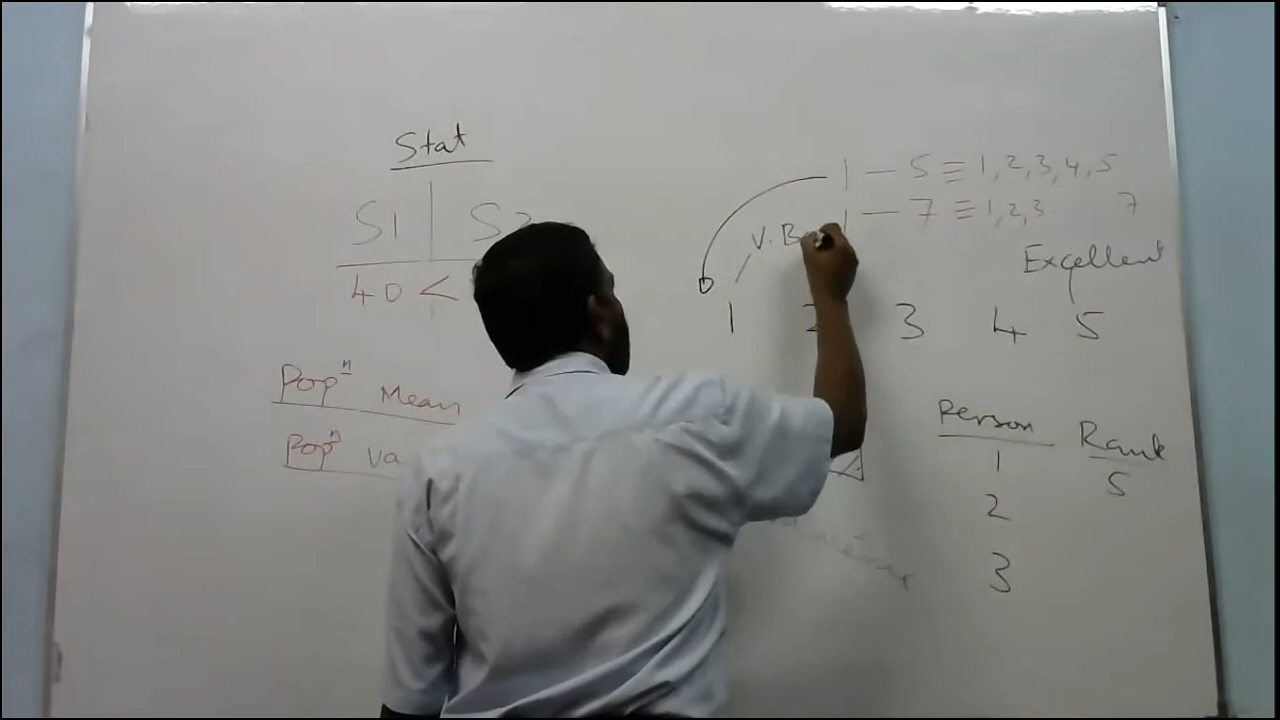 Stat
S1 | S2
40 <
Popⁿ Mean
Popⁿ va
1 — 5 ≡ 1, 2, 3, 4, 5
1 — 7 ≡ 1, 2, 3 7
V. Ba
Excellent
1 2 3 4 5
Person Rank
1 5
2
3